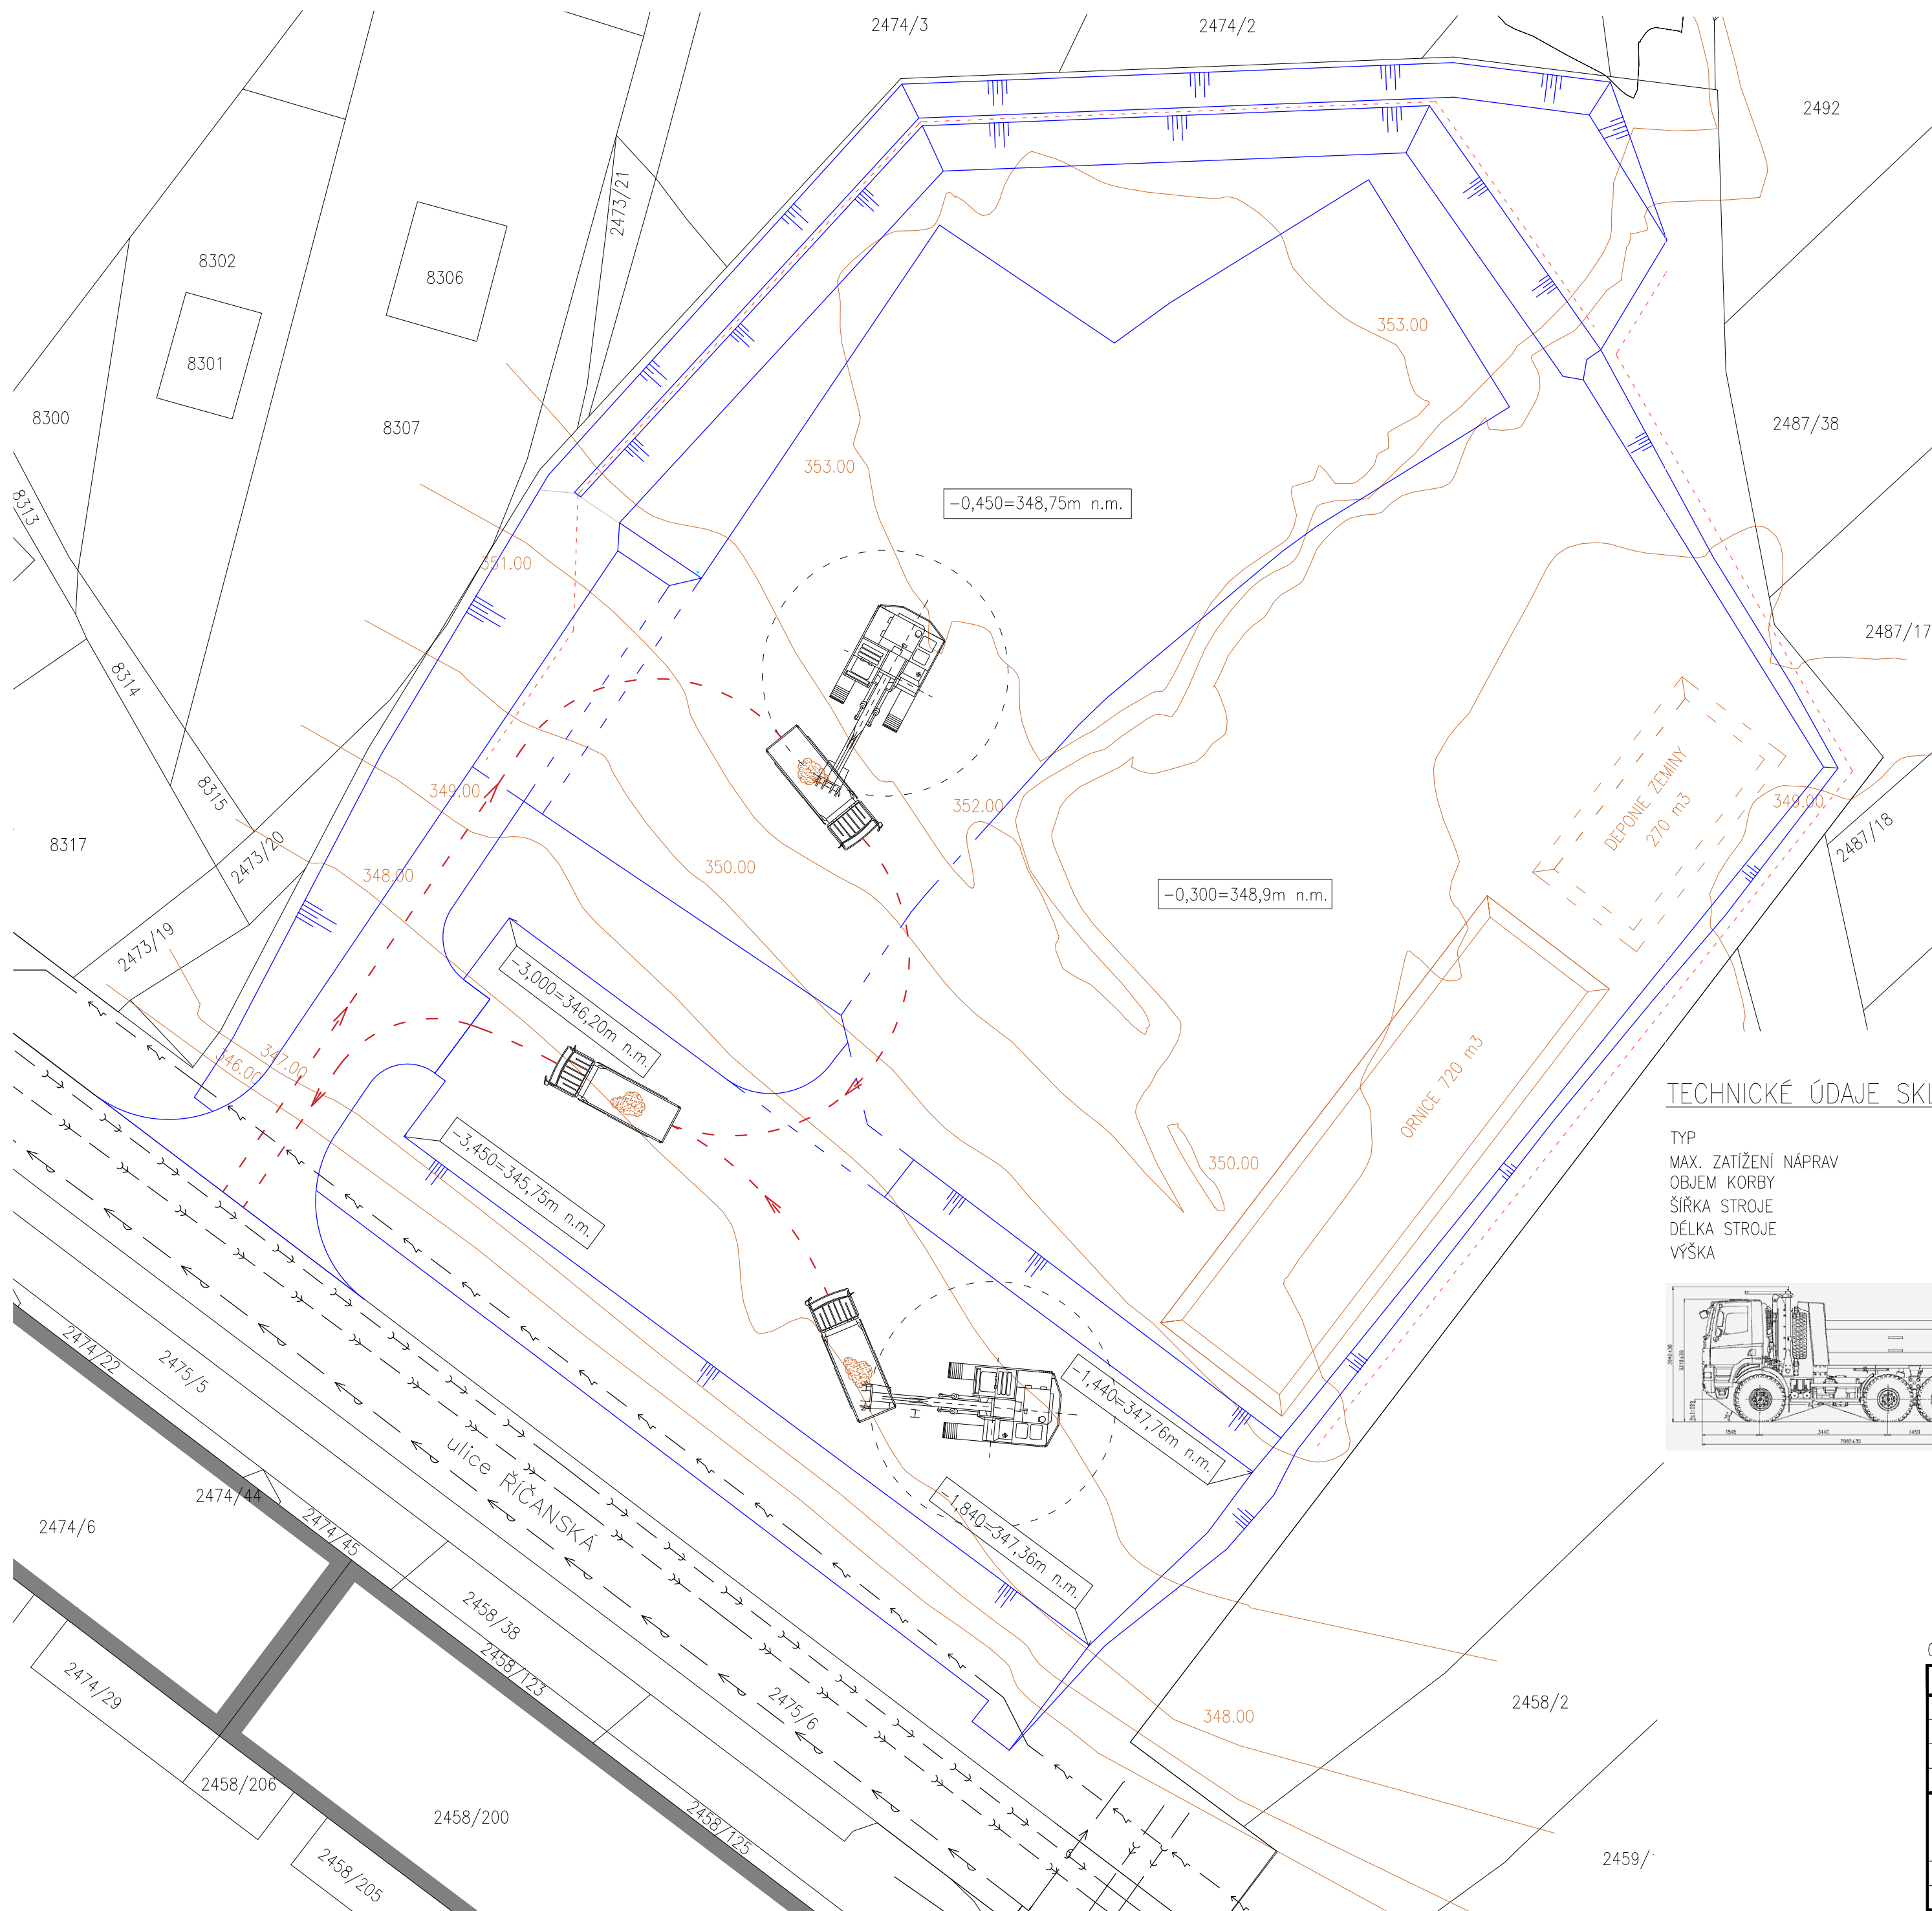 2474/3
2474/2
2492
2473/21
8302
8306
8301
353.00
8300
8307
2487/38
353.00
-0,450=348,75m n.m.
8313
351.00
2487/17
8314
DEPONIE ZEMINY
270 m3
8315
349.00
352.00
349.00
8317
2473/20
348.00
350.00
2487/18
-0,300=348,9m n.m.
2473/19
-3,000=346,20m n.m.
346.00
347.00
ORNICE 720 m3
TECHNICKÉ ÚDAJE
TYP
MAX. ZATÍŽENÍ NÁPRAV
OBJEM KORBY
ŠÍŘKA STROJE
DÉLKA STROJE
VÝŠKA
-3,450=345,75m n.m.
350.00
2474/22
2475/5
-1,440=347,76m n.m.
1545
3440
1450
ulice ŘÍČANSKÁ
2474/44
2474/6
2474/45
-1,840=347,36m n.m.
2458/38
2458/123
2474/29
2475/6
2458/2
348.00
2458/206
2458/200
2458/125
2458/205
2459/